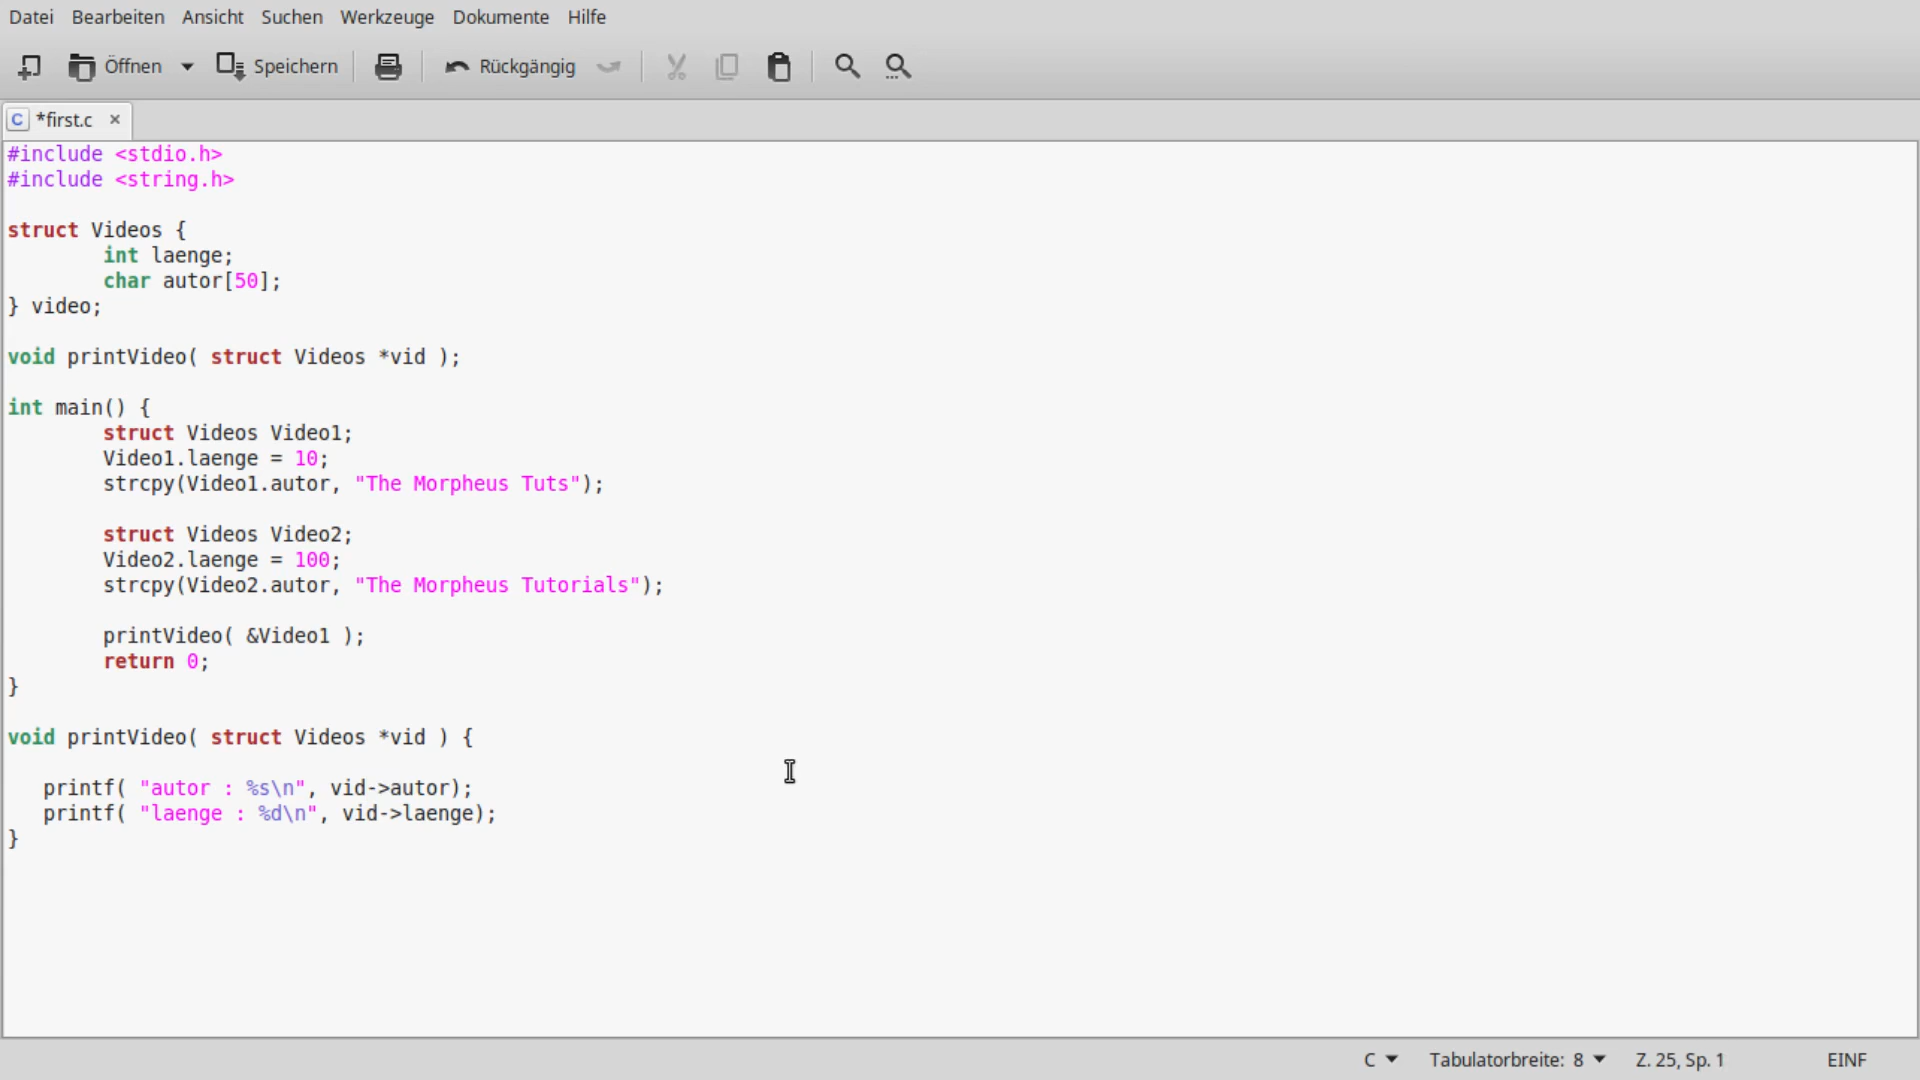 Datei Bearbeiten Ansicht Suchen Werkzeuge Dokumente Hilfe
Öffnen Speichern Rückgängig
C *first.c ×
#include <stdio.h>
#include <string.h>
struct Videos {
int laenge;
char autor[50];
} video;
void printVideo( struct Videos *vid );
int main() {
struct Videos Video1;
Video1.laenge = 10;
strcpy(Video1.autor, "The Morpheus Tuts");
struct Videos Video2;
Video2.laenge = 100;
strcpy(Video2.autor, "The Morpheus Tutorials");
printVideo( &Video1 );
return 0;
}
void printVideo( struct Videos *vid ) {
printf( "autor : %s\n", vid->autor);
printf( "laenge : %d\n", vid->laenge);
}
C Tabulatorbreite: 8 Z. 25, Sp. 1 EINF